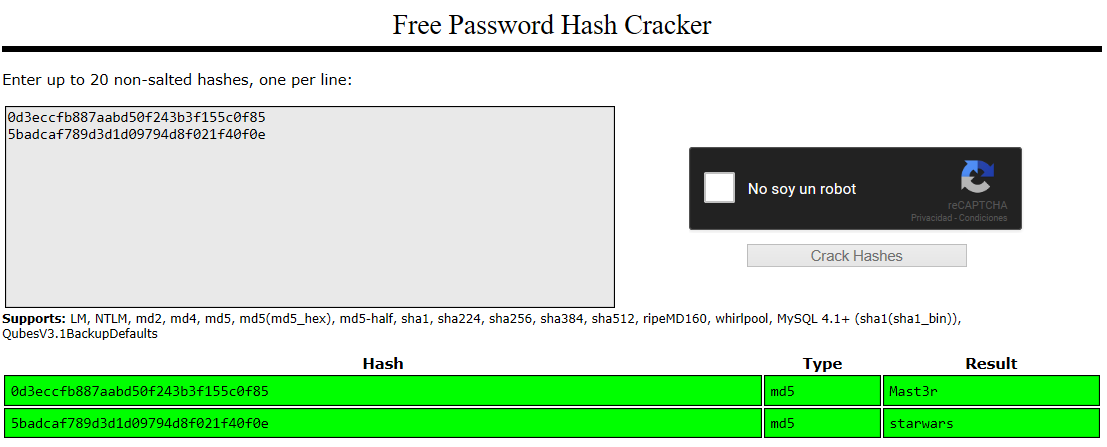 Free Password Hash Cracker
Enter up to 20 non-salted hashes, one per line:
0d3eccfb887aabd50f243b3f155c0f85
5badcaf789d3d1d09794d8f021f40f0e
No soy un robot
reCAPTCHA
Privacidad - Condiciones
Crack Hashes
Supports: LM, NTLM, md2, md4, md5, md5(md5_hex), md5-half, sha1, sha224, sha256, sha384, sha512, ripeMD160, whirlpool, MySQL 4.1+ (sha1(sha1_bin)),
QubesV3.1BackupDefaults
Hash Type Result
0d3eccfb887aabd50f243b3f155c0f85 md5 Mast3r
5badcaf789d3d1d09794d8f021f40f0e md5 starwars